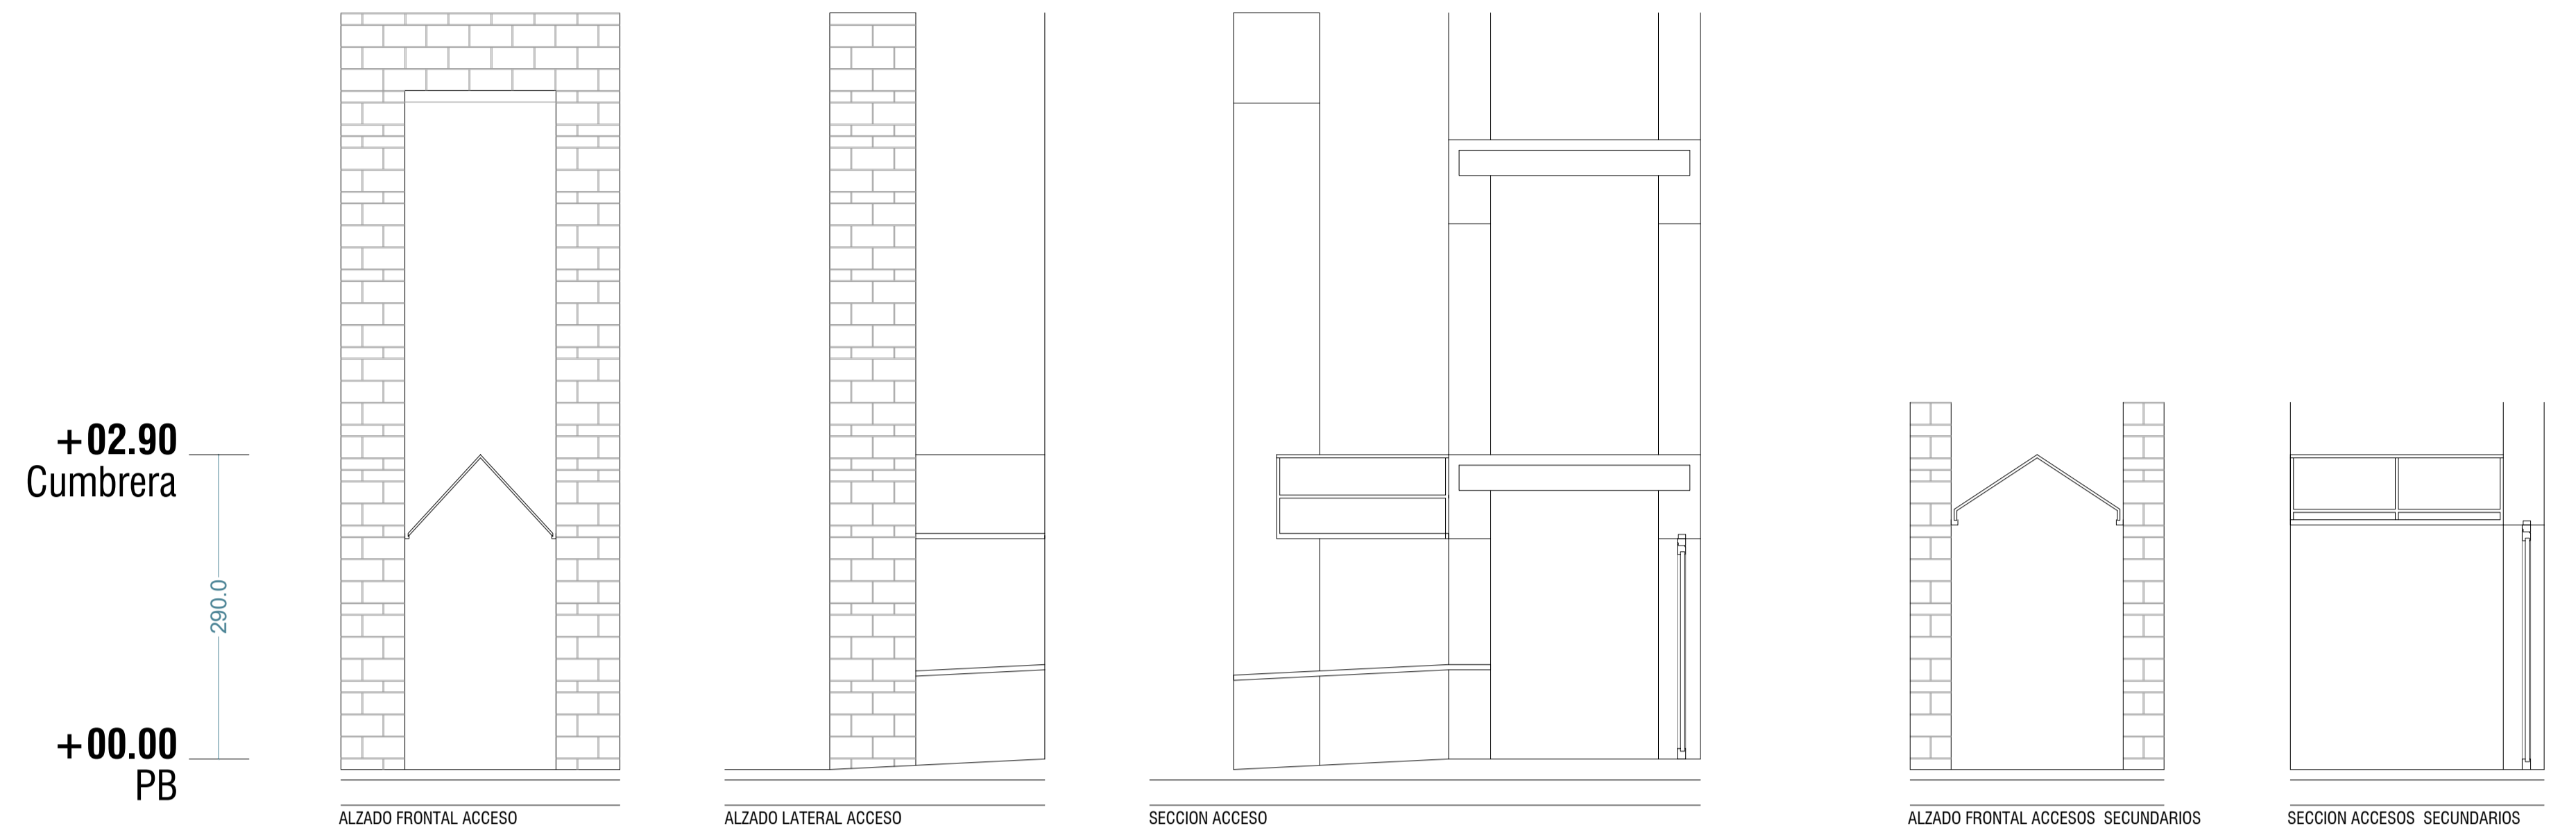 +02.90
Cumbrera
290.0
+00.00
PB
ALZADO FRONTAL ACCESO
ALZADO LATERAL ACCESO
SECCION ACCESO
ALZADO FRONTAL ACCESOS SECUNDARIOS
SECCION ACCESOS SECUNDARIOS